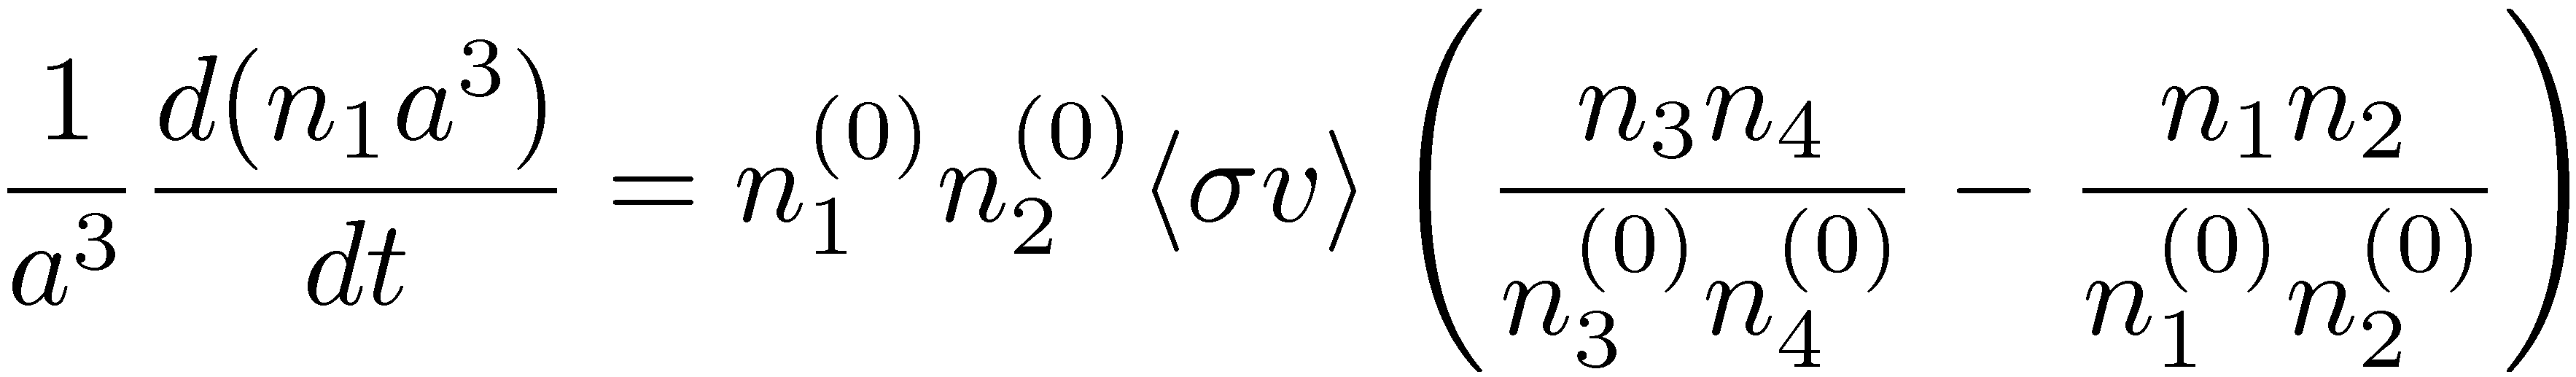 \frac{1}{a^3} \frac{d(n_1 a^3)}{dt} = n_1^{(0)} n_2^{(0)} \langle \sigma v \rangle \left( \frac{n_3 n_4}{n_3^{(0)} n_4^{(0)}} - \frac{n_1 n_2}{n_1^{(0)} n_2^{(0)}} \right)